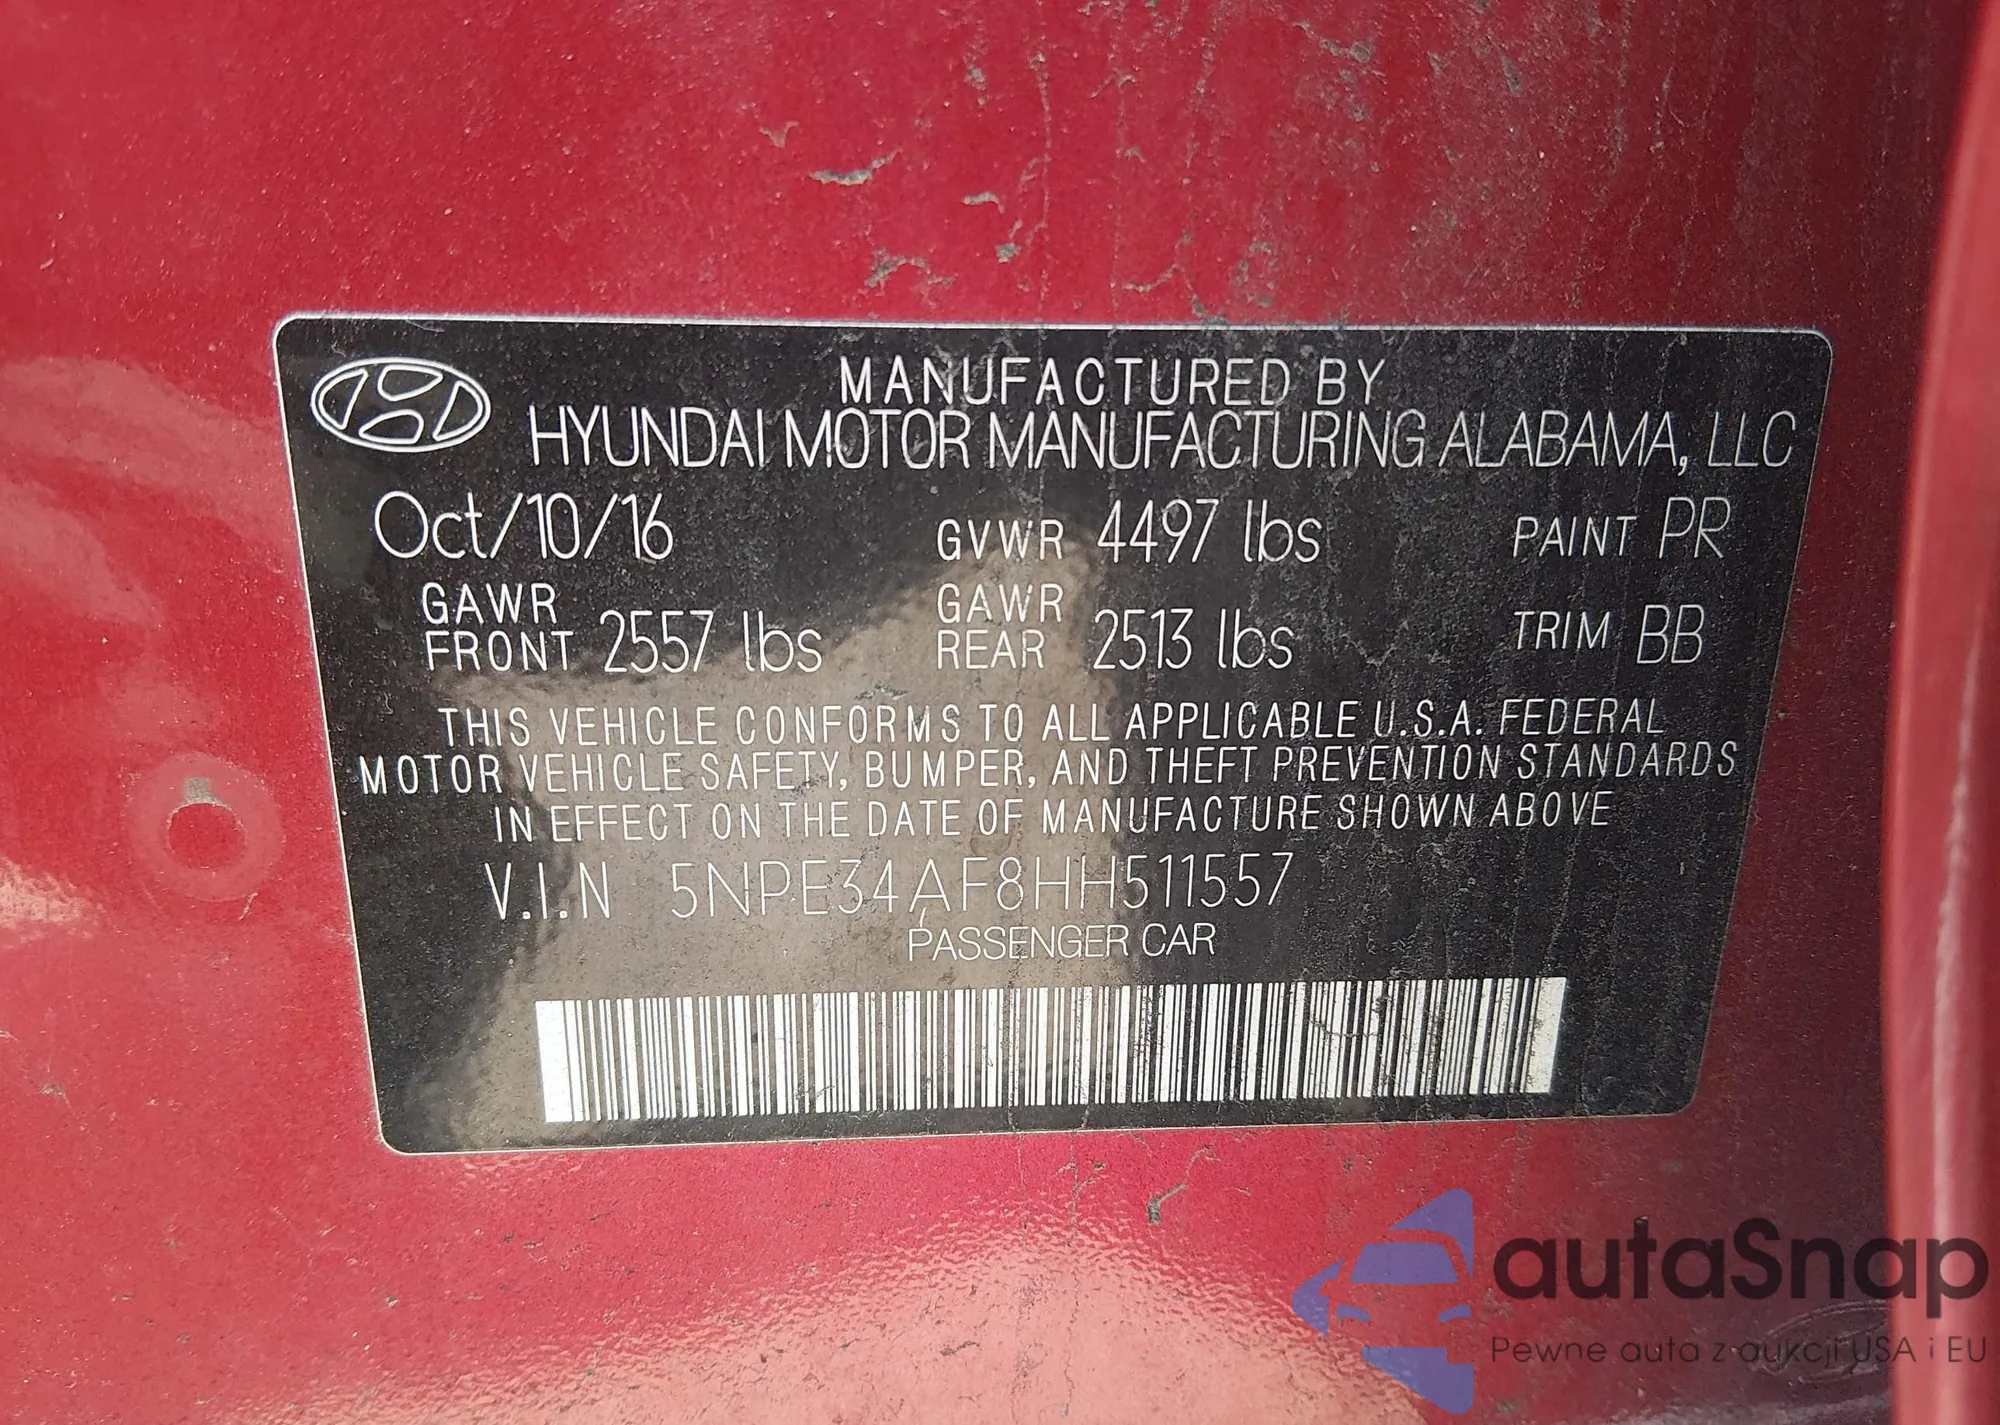 MANUFACTURED BY
HYUNDAI MOTOR MANUFACTURING ALABAMA, LLC
Oct/10/16 GVWR 4497 lbs PAINT PR
GAWR FRONT 2557 lbs GAWR REAR 2513 lbs TRIM BB
THIS VEHICLE CONFORMS TO ALL APPLICABLE U.S.A. FEDERAL
MOTOR VEHICLE SAFETY, BUMPER, AND THEFT PREVENTION STANDARDS
IN EFFECT ON THE DATE OF MANUFACTURE SHOWN ABOVE
V.I.N 5NPE34AF8HH511557
PASSENGER CAR
autaSnap
Pewne auta z aukcji USA i EU